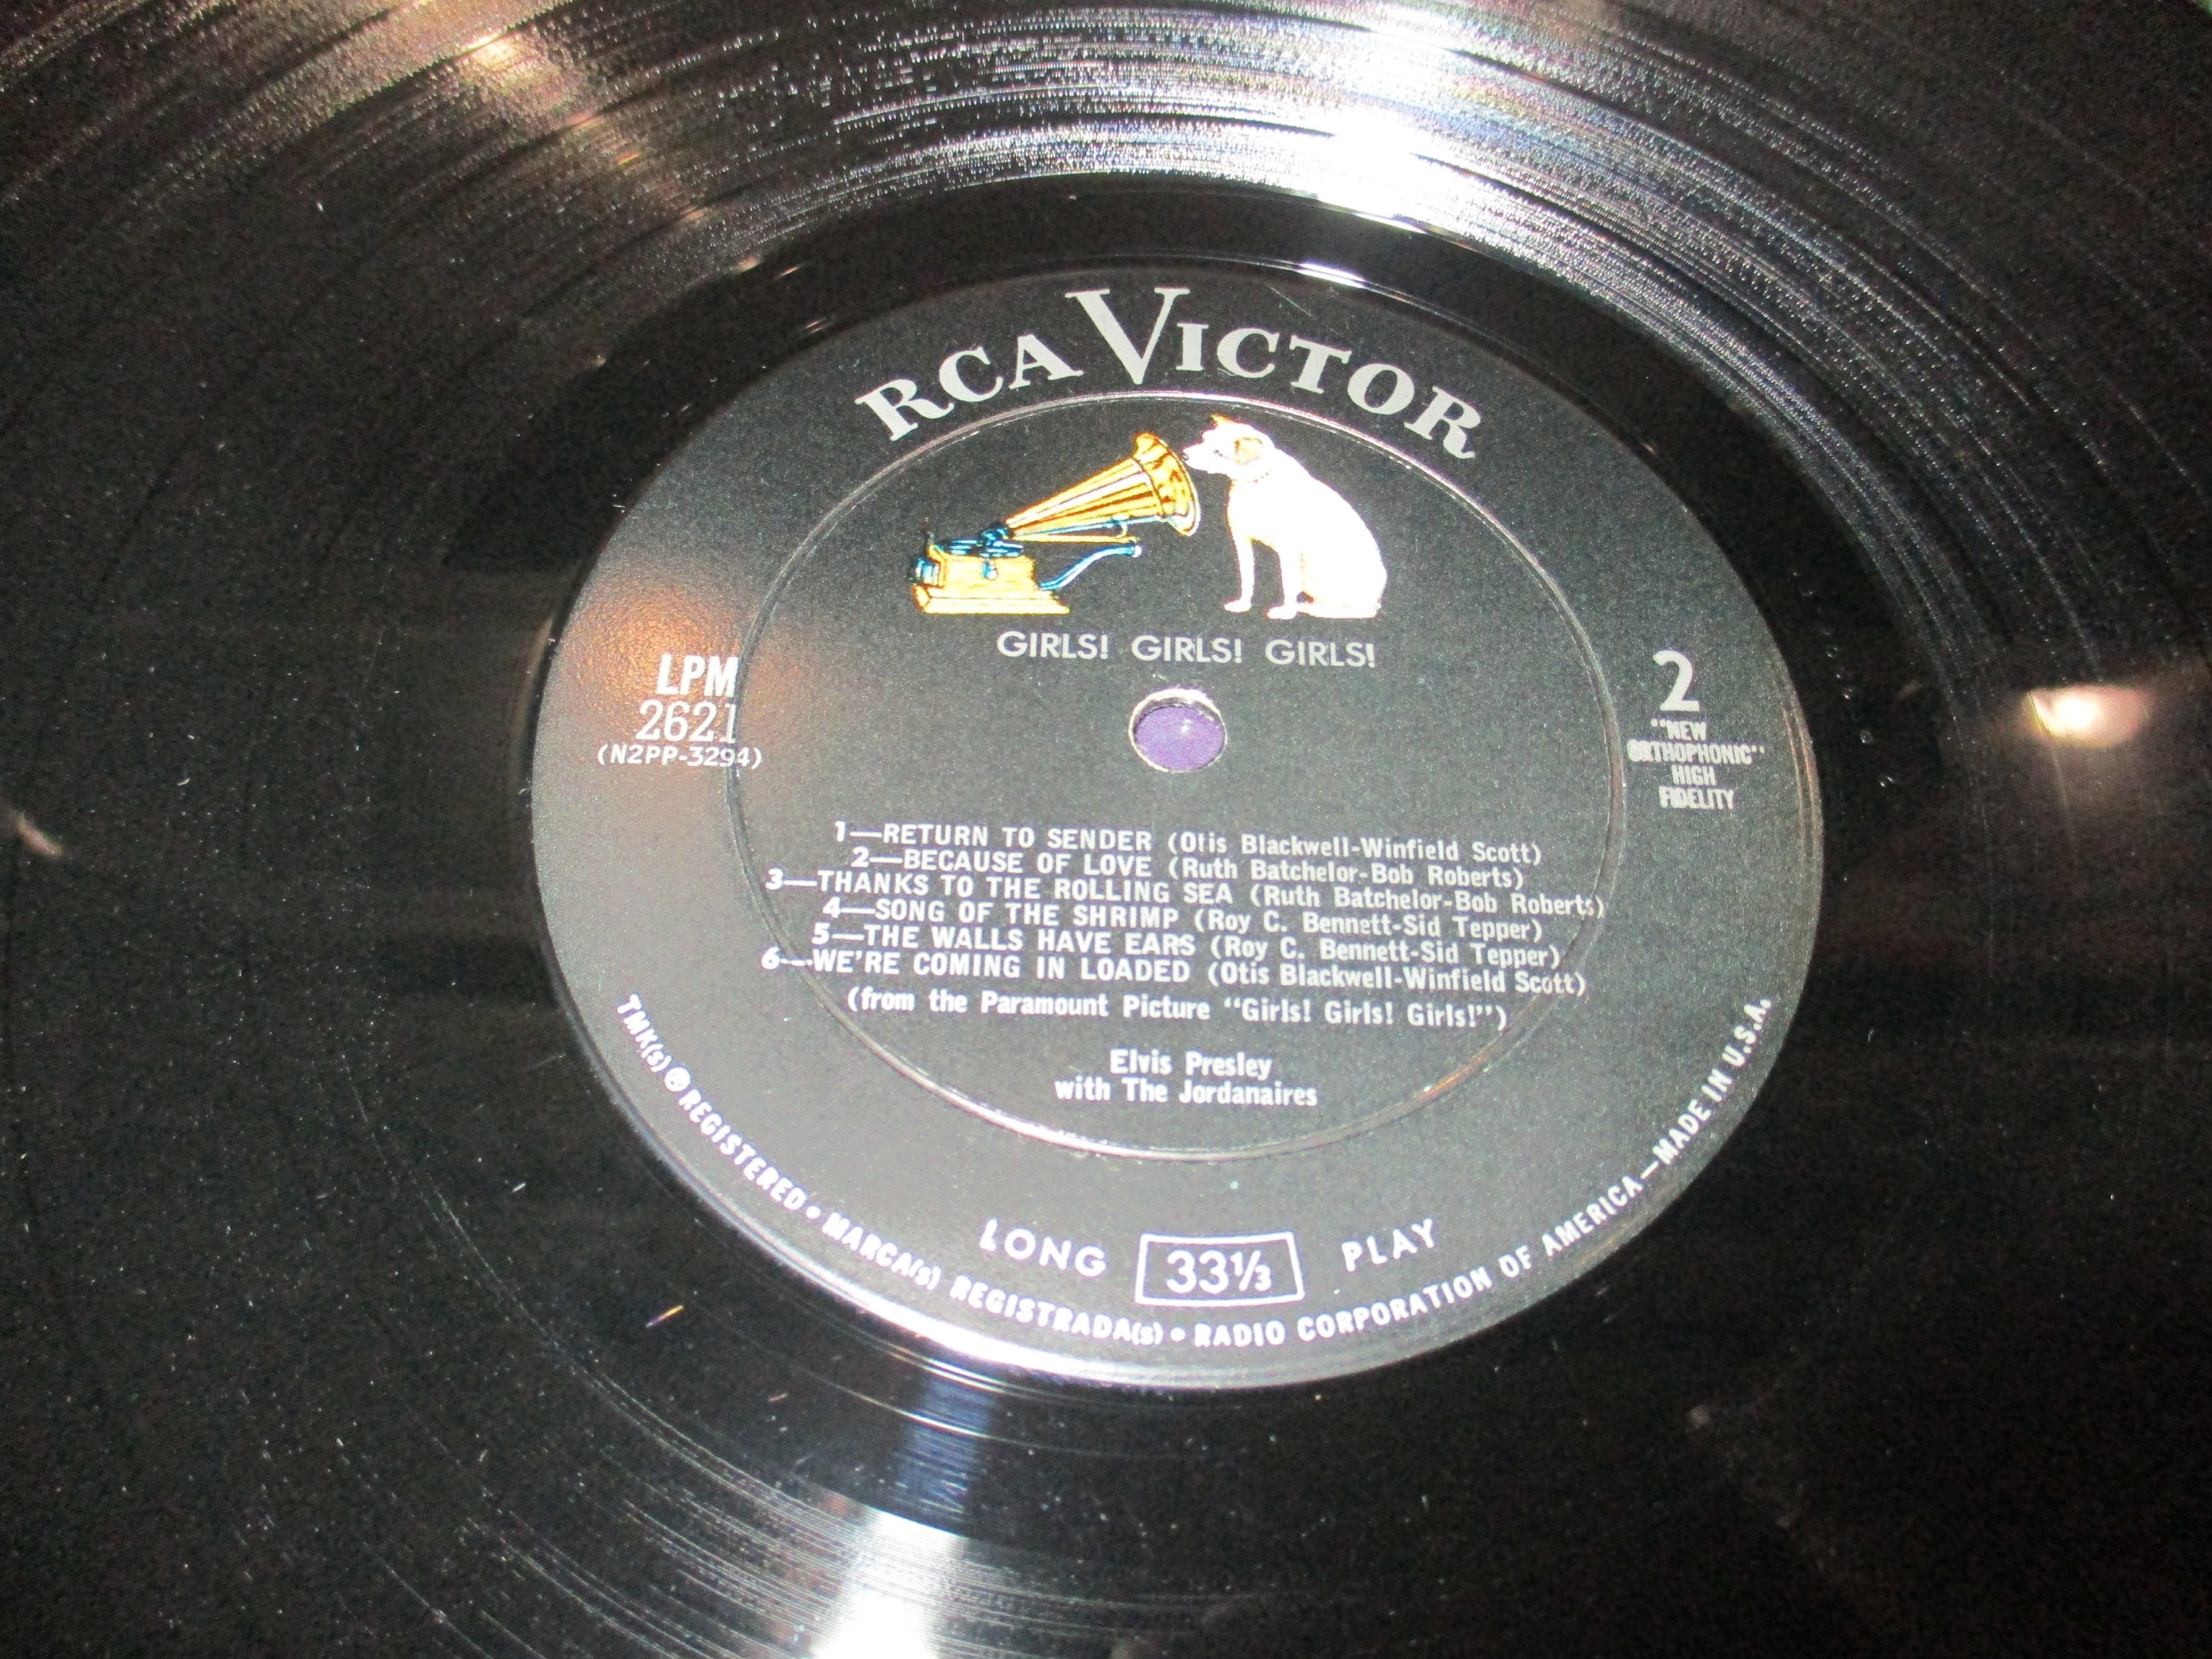 RCA VICTOR
GIRLS! GIRLS! GIRLS!
LPM
2621
(N2PP-3294)
2
"NEW
ORTHOPHONIC"
HIGH
FIDELITY
1—RETURN TO SENDER (Otis Blackwell-Winfield Scott)
2—BECAUSE OF LOVE (Ruth Batchelor-Bob Roberts)
3—THANKS TO THE ROLLING SEA (Ruth Batchelor-Bob Roberts)
4—SONG OF THE SHRIMP (Roy C. Bennett-Sid Tepper)
5—THE WALLS HAVE EARS (Roy C. Bennett-Sid Tepper)
6—WE'RE COMING IN LOADED (Otis Blackwell-Winfield Scott)
(from the Paramount Picture "Girls! Girls! Girls!")
Elvis Presley
with The Jordanaires
LONG 33⅓ PLAY
TMK(s) ® REGISTERED • MARCA(s) REGISTRADA(s) • RADIO CORPORATION OF AMERICA—MADE IN U.S.A.